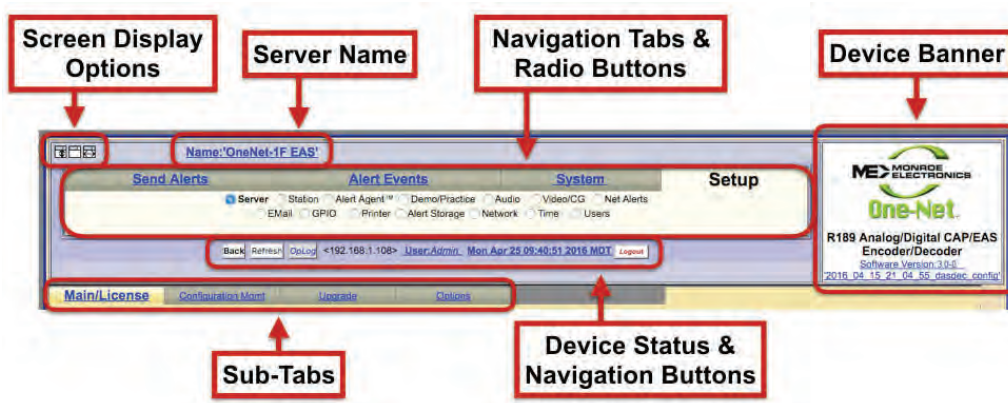 Screen Display
Options
Server Name
Navigation Tabs &
Radio Buttons
Device Banner
Name:'OneNet-1F EAS'
Send Alerts
Alert Events
System
Setup
Server Station Alert Agent™ Demo/Practice Audio Video/CG Net Alerts
EMail GPIO Printer Alert Storage Network Time Users
Back Refresh OpLog <192.168.1.108> User:Admin Mon Apr 25 09:40:51 2016 MDT Logout
MONROE
ELECTRONICS
One-Net
R189 Analog/Digital CAP/EAS
Encoder/Decoder
Software Version:3.0-0
'2016_04_15_21_04_55_dasdec_config'
Main/License
Configuration Mgmt
Upgrade
Options
Sub-Tabs
Device Status &
Navigation Buttons